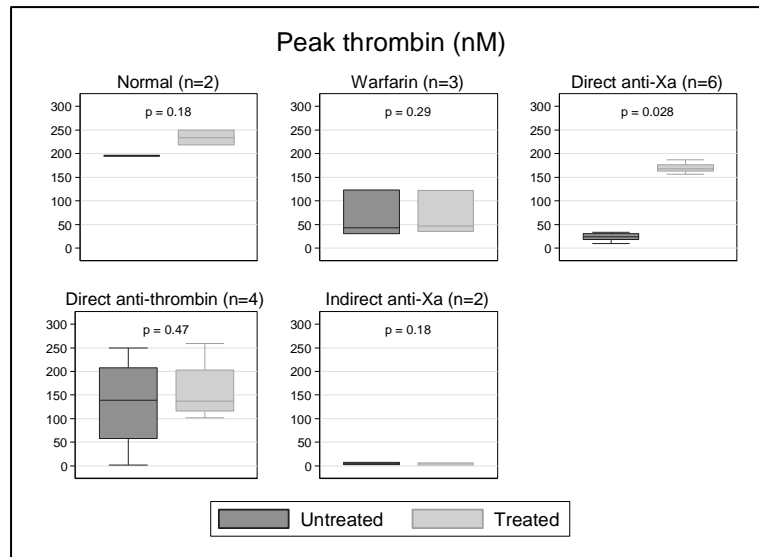 Peak thrombin (nM)
Normal (n=2)
Warfarin (n=3)
Direct anti-Xa (n=6)
300
250
200
150
100
50
0
p = 0.18
300
250
200
150
100
50
0
p = 0.29
300
250
200
150
100
50
0
p = 0.028
Direct anti-thrombin (n=4)
Indirect anti-Xa (n=2)
300
250
200
150
100
50
0
p = 0.47
300
250
200
150
100
50
0
p = 0.18
Untreated
Treated